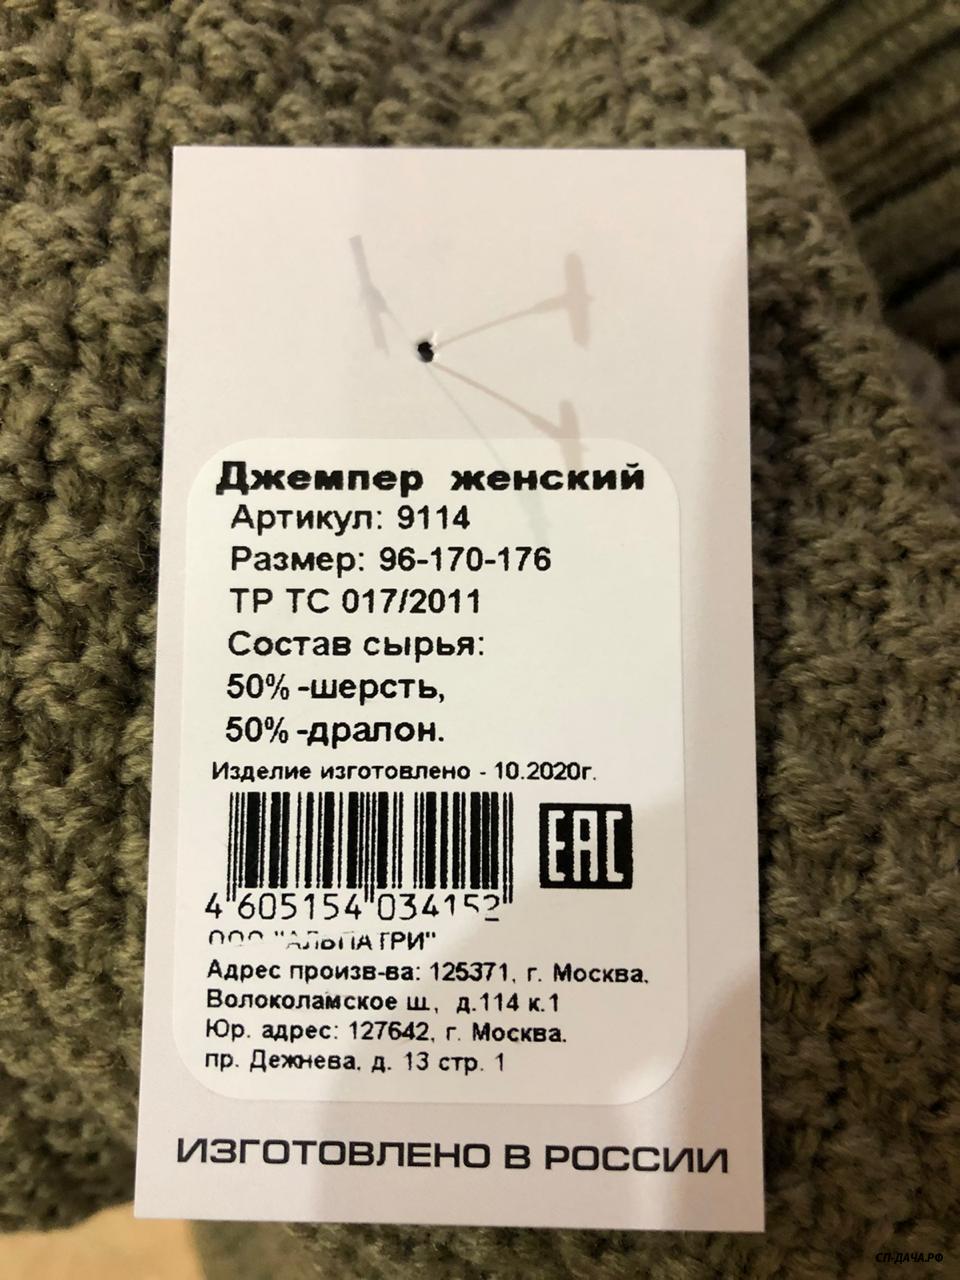 Джемпер женский
Артикул: 9114
Размер: 96-170-176
ТР ТС 017/2011
Состав сырья:
50% -шерсть,
50% -дралон.
Изделие изготовлено - 10.2020г.
EAC
4 605154 034152
ООО "АЛЬПАТРИ"
Адрес произв-ва: 125371, г. Москва,
Волоколамское ш., д.114 к.1
Юр. адрес: 127642, г. Москва.
пр. Дежнева, д. 13 стр. 1
ИЗГОТОВЛЕНО В РОССИИ
СП-ДАЧА.РФ